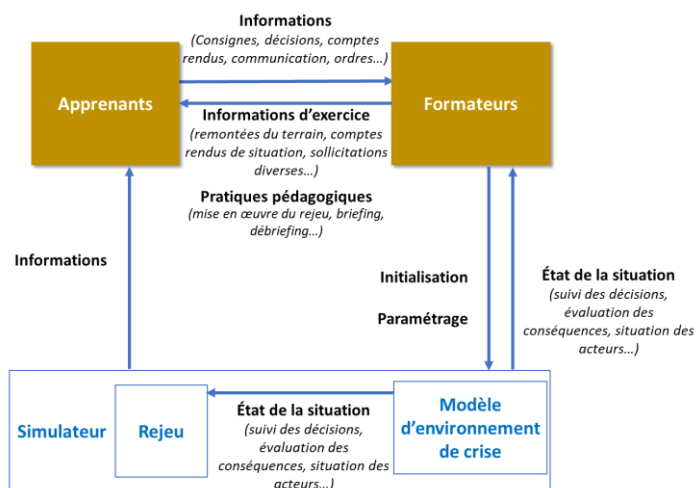 Informations
(Consignes, décisions, comptes
rendus, communication, ordres...)
Apprenants
Formateurs
Informations d'exercice
(remontées du terrain, comptes
rendus de situation, sollicitations
diverses...)
Pratiques pédagogiques
(mise en œuvre du rejeu, briefing,
débriefing...)
Informations
Initialisation
Paramétrage
État de la situation
(suivi des décisions,
évaluation des
conséquences, situation des
acteurs...)
Simulateur
Rejeu
État de la situation
(suivi des décisions,
évaluation des
conséquences, situation des
acteurs...)
Modèle
d'environnement
de crise